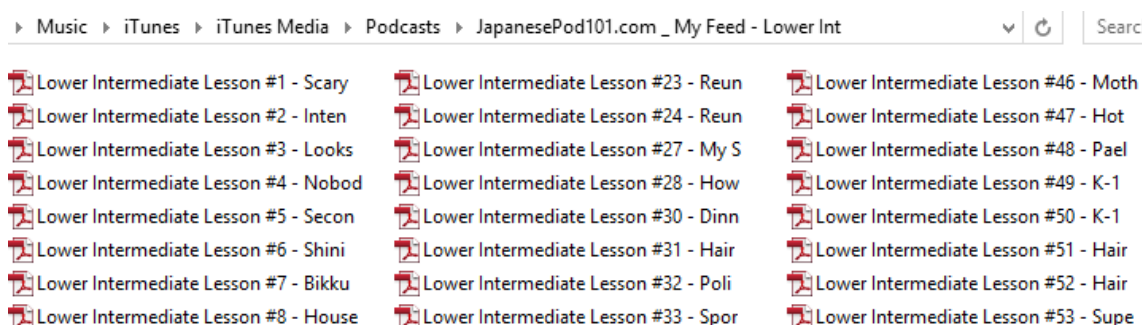 Music iTunes iTunes Media Podcasts JapanesePod101.com _ My Feed - Lower Int Searc
Lower Intermediate Lesson #1 - Scary
Lower Intermediate Lesson #2 - Inten
Lower Intermediate Lesson #3 - Looks
Lower Intermediate Lesson #4 - Nobod
Lower Intermediate Lesson #5 - Secon
Lower Intermediate Lesson #6 - Shini
Lower Intermediate Lesson #7 - Bikku
Lower Intermediate Lesson #8 - House
Lower Intermediate Lesson #23 - Reun
Lower Intermediate Lesson #24 - Reun
Lower Intermediate Lesson #27 - My S
Lower Intermediate Lesson #28 - How
Lower Intermediate Lesson #30 - Dinn
Lower Intermediate Lesson #31 - Hair
Lower Intermediate Lesson #32 - Poli
Lower Intermediate Lesson #33 - Spor
Lower Intermediate Lesson #46 - Moth
Lower Intermediate Lesson #47 - Hot
Lower Intermediate Lesson #48 - Pael
Lower Intermediate Lesson #49 - K-1
Lower Intermediate Lesson #50 - K-1
Lower Intermediate Lesson #51 - Hair
Lower Intermediate Lesson #52 - Hair
Lower Intermediate Lesson #53 - Supe